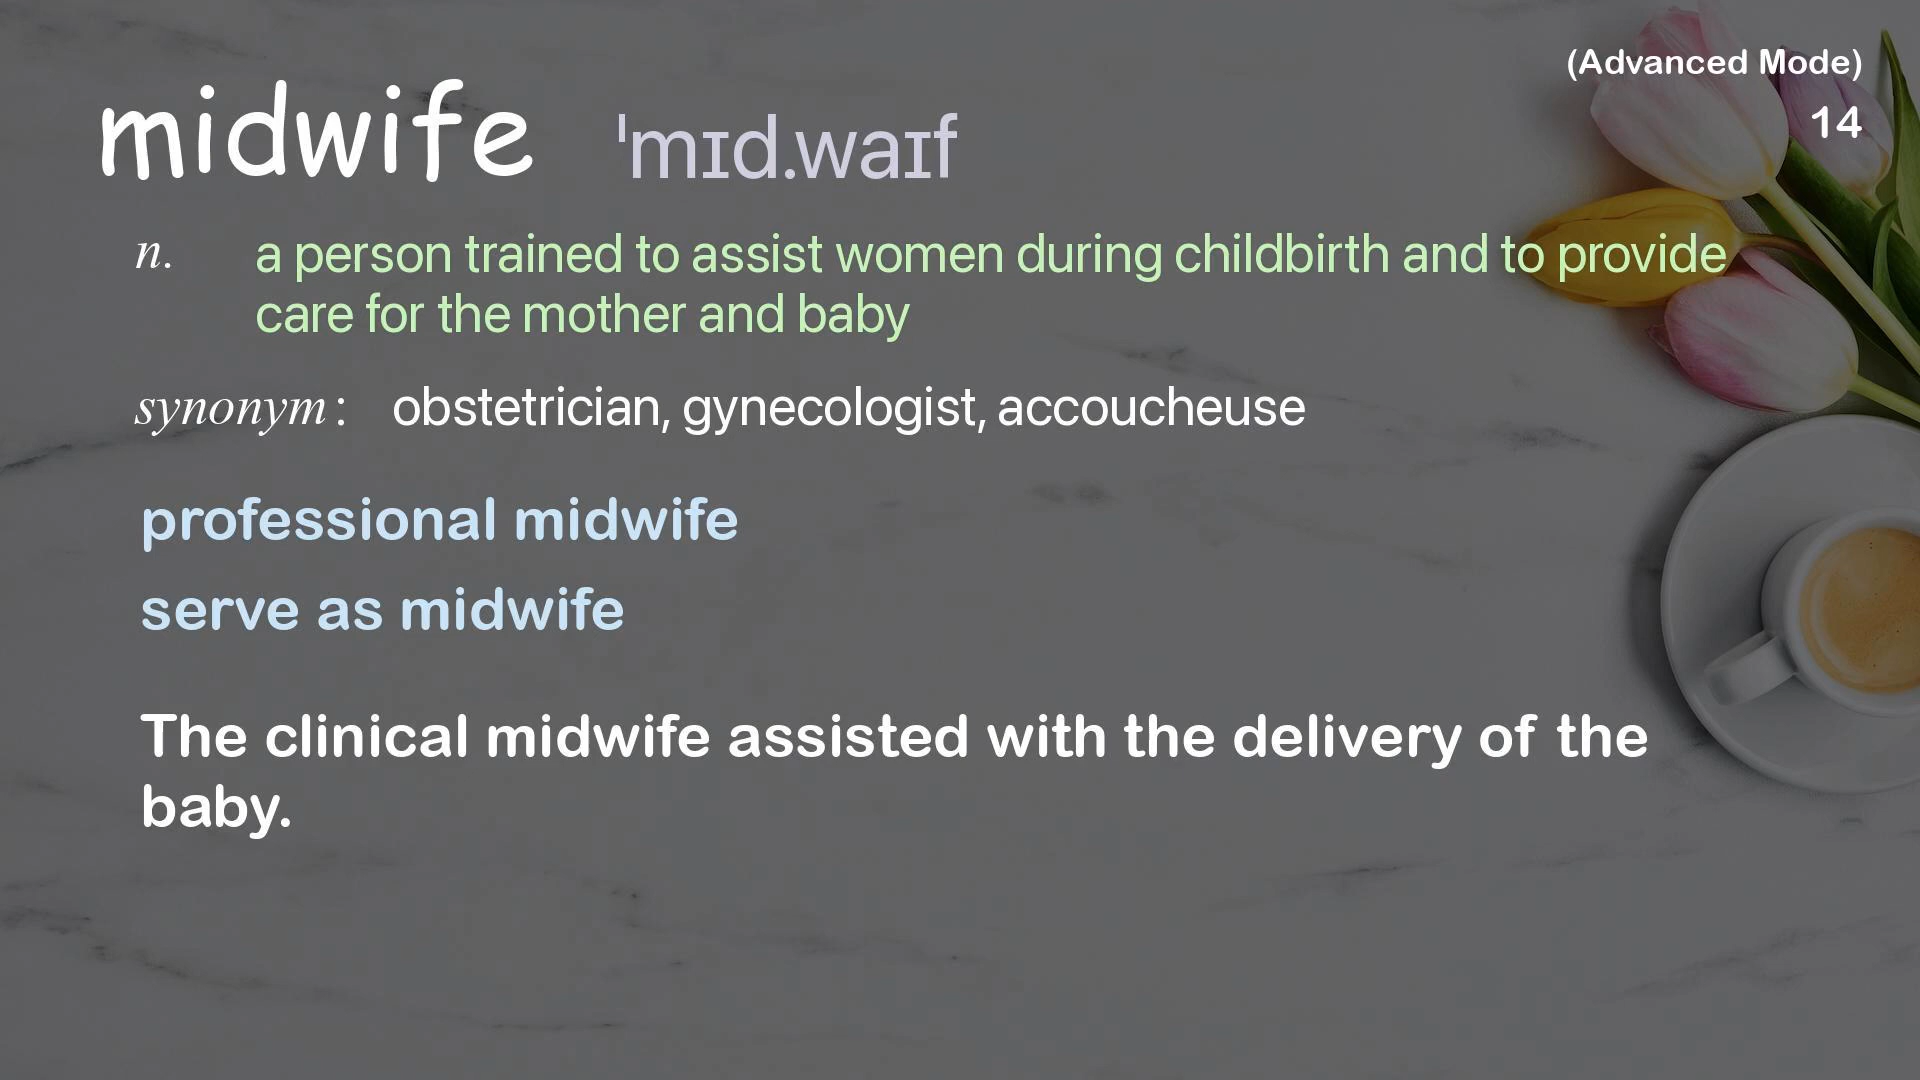 (Advanced Mode)
midwife ˈmɪd.waɪf
14
n. a person trained to assist women during childbirth and to provide
care for the mother and baby
synonym: obstetrician, gynecologist, accoucheuse
professional midwife
serve as midwife
The clinical midwife assisted with the delivery of the
baby.